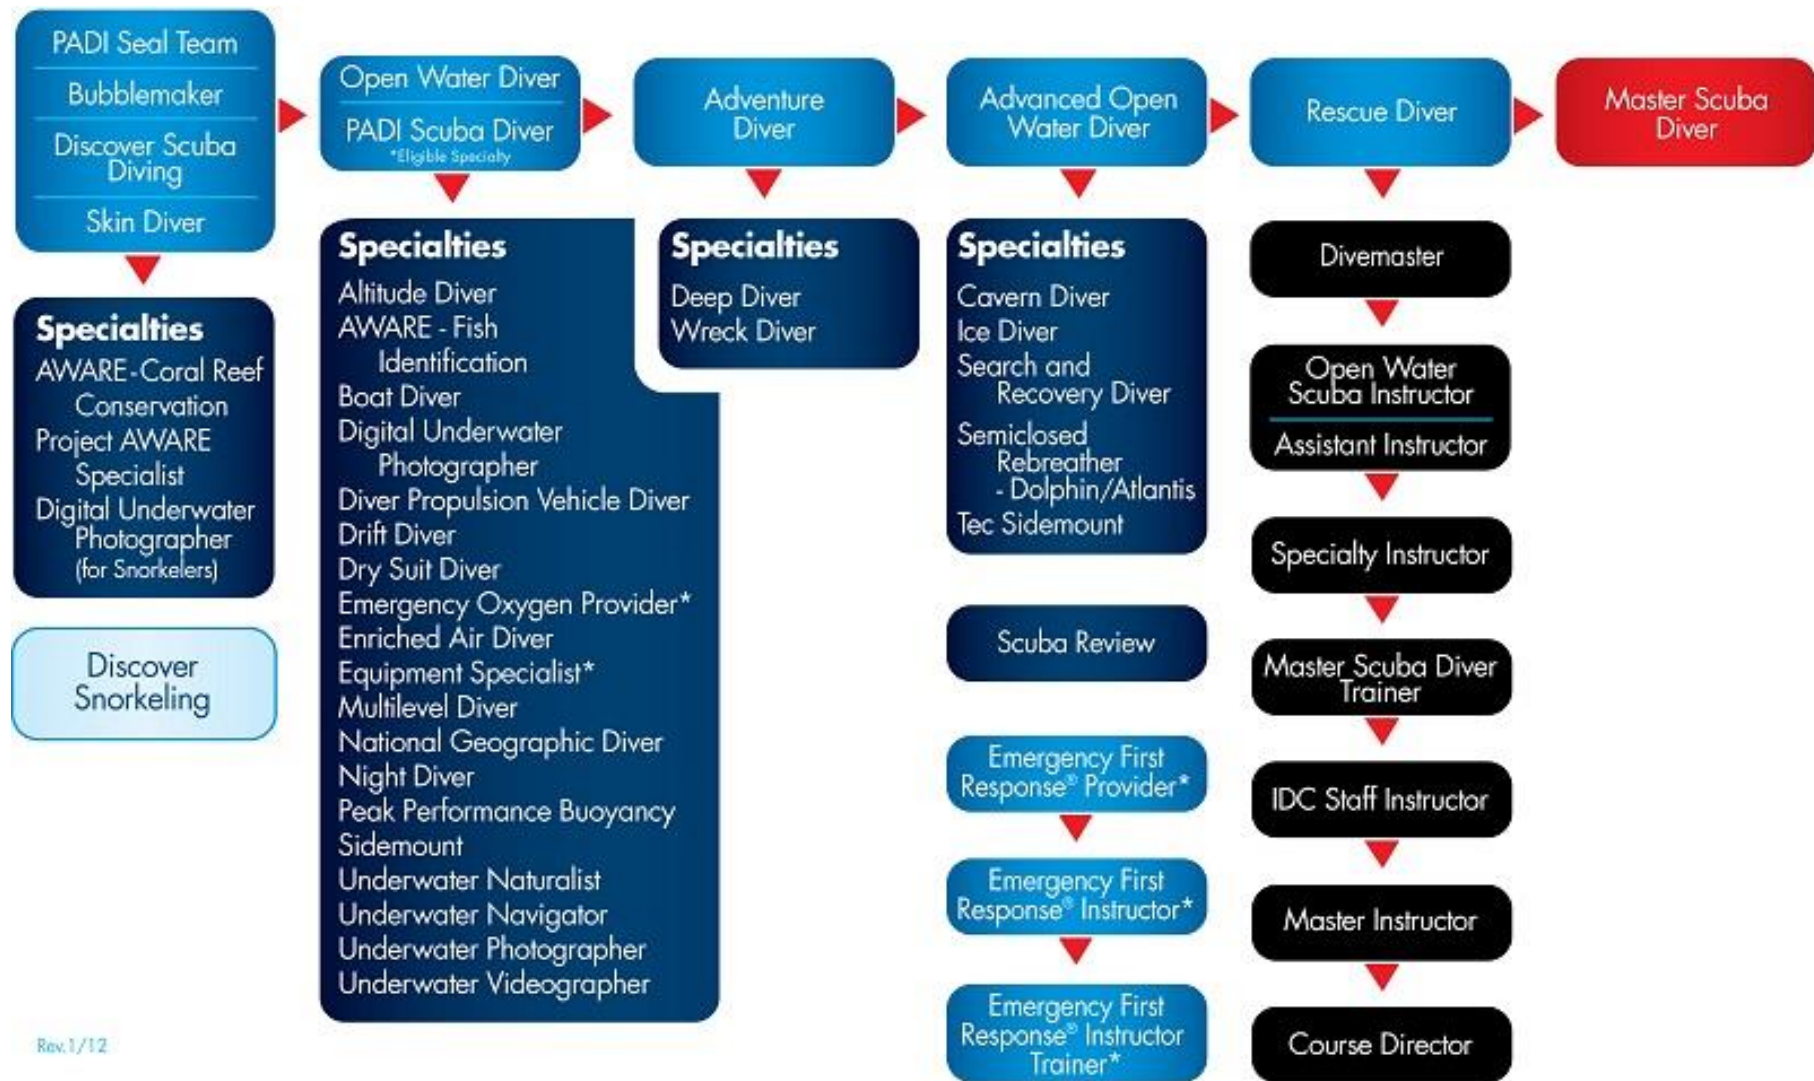 PADI Seal Team
Bubblemaker
Discover Scuba
Diving
Skin Diver
Specialties
AWARE-Coral Reef
Conservation
Project AWARE
Specialist
Digital Underwater
Photographer
(for Snorkelers)
Discover
Snorkeling
Open Water Diver
PADI Scuba Diver
*Eligible Specialty
Specialties
Altitude Diver
AWARE - Fish
Identification
Boat Diver
Digital Underwater
Photographer
Diver Propulsion Vehicle Diver
Drift Diver
Dry Suit Diver
Emergency Oxygen Provider*
Enriched Air Diver
Equipment Specialist*
Multilevel Diver
National Geographic Diver
Night Diver
Peak Performance Buoyancy
Sidemount
Underwater Naturalist
Underwater Navigator
Underwater Photographer
Underwater Videographer
Adventure
Diver
Specialties
Deep Diver
Wreck Diver
Advanced Open
Water Diver
Specialties
Cavern Diver
Ice Diver
Search and
Recovery Diver
Semiclosed
Rebreather
- Dolphin/Atlantis
Tec Sidemount
Scuba Review
Emergency First
Response® Provider*
Emergency First
Response® Instructor*
Emergency First
Response® Instructor
Trainer*
Rescue Diver
Divemaster
Open Water
Scuba Instructor
Assistant Instructor
Specialty Instructor
Master Scuba Diver
Trainer
IDC Staff Instructor
Master Instructor
Course Director
Master Scuba
Diver
Rev.1/12